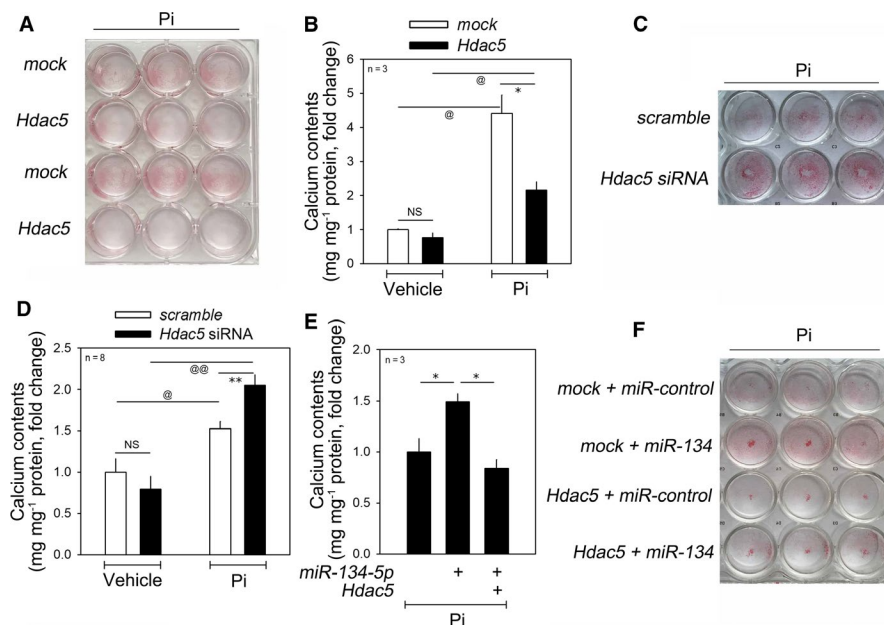 A
Pi
mock
Hdac5
mock
Hdac5
B
mock
Hdac5
n = 3
Calcium contents
(mg mg⁻¹ protein, fold change)
6
5
4
3
2
1
0
@
*
@
NS
Vehicle
Pi
C
Pi
scramble
Hdac5 siRNA
D
scramble
Hdac5 siRNA
n = 8
Calcium contents
(mg mg⁻¹ protein, fold change)
2.5
2.0
1.5
1.0
0.5
0.0
@@
**
@
NS
Vehicle
Pi
E
n = 3
Calcium contents
(mg mg⁻¹ protein, fold change)
2.0
1.5
1.0
0.5
0.0
* *
miR-134-5p + +
Hdac5 +
Pi
F
Pi
mock + miR-control
mock + miR-134
Hdac5 + miR-control
Hdac5 + miR-134